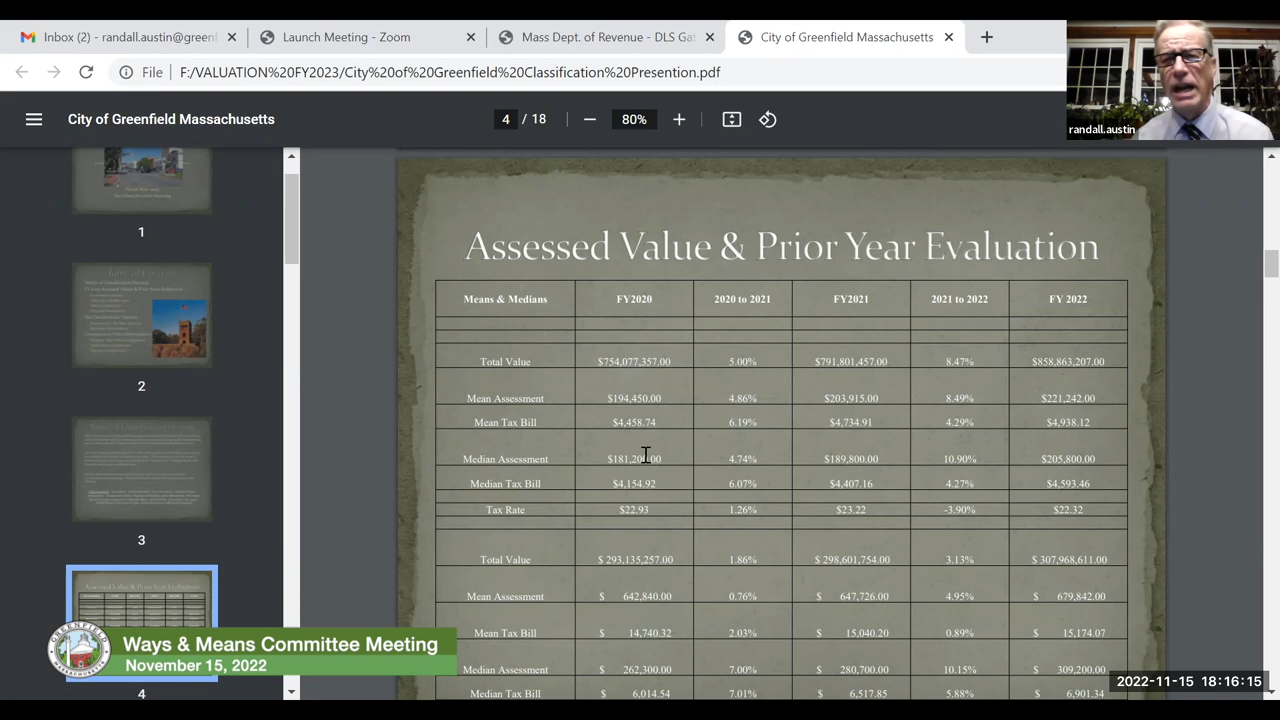 Inbox (2) - randall.austin@green
Launch Meeting - Zoom
Mass Dept. of Revenue - DLS Gat
City of Greenfield Massachusetts
File F:/VALUATION%20FY2023/City%20of%20Greenfield%20Classification%20Presention.pdf
randall.austin
City of Greenfield Massachusetts
4 / 18
80%
1
2
3
4
Assessed Value & Prior Year Evaluation
Means & Medians FY2020 2020 to 2021 FY2021 2021 to 2022 FY 2022
Total Value $754,077,357.00 5.00% $791,801,457.00 8.47% $858,863,207.00
Mean Assessment $194,450.00 4.86% $203,915.00 8.49% $221,242.00
Mean Tax Bill $4,458.74 6.19% $4,734.91 4.29% $4,938.12
Median Assessment $181,200.00 4.74% $189,800.00 10.90% $205,800.00
Median Tax Bill $4,154.92 6.07% $4,407.16 4.27% $4,593.46
Tax Rate $22.93 1.26% $23.22 -3.90% $22.32
Total Value $ 293,135,257.00 1.86% $ 298,601,754.00 3.13% $ 307,968,611.00
Mean Assessment $ 642,840.00 0.76% $ 647,726.00 4.95% $ 679,842.00
Mean Tax Bill $ 14,740.32 2.03% $ 15,040.20 0.89% $ 15,174.07
Median Assessment $ 262,300.00 7.00% $ 280,700.00 10.15% $ 309,200.00
Median Tax Bill $ 6,014.54 7.01% $ 6,517.85 5.88% $ 6,901.34
GREENFIELD
MASSACHUSETTS
Ways & Means Committee Meeting
November 15, 2022
2022-11-15 18:16:15